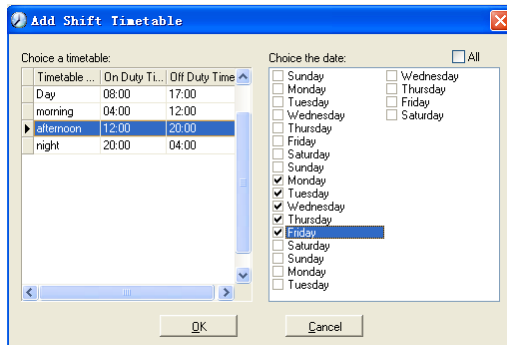 Add Shift Timetable
Choice a timetable:
Timetable ... On Duty Ti... Off Duty Time
Day 08:00 17:00
morning 04:00 12:00
afternoon 12:00 20:00
night 20:00 04:00
Choice the date:
All
Sunday
Monday
Tuesday
Wednesday
Thursday
Friday
Saturday
Sunday
Monday
Tuesday
Wednesday
Thursday
Friday
Saturday
Sunday
Monday
Tuesday
Wednesday
Thursday
Friday
Saturday
OK
Cancel